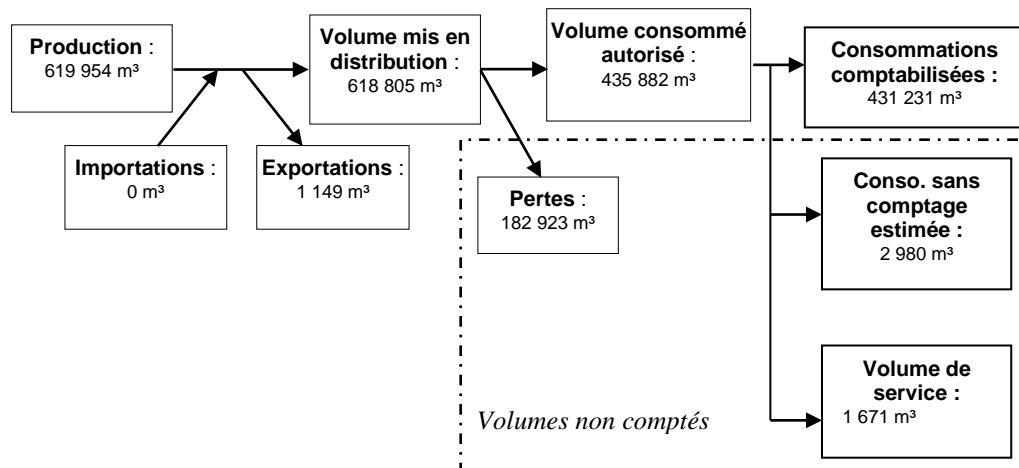 Production :
619 954 m³
Volume mis en
distribution :
618 805 m³
Volume consommé
autorisé :
435 882 m³
Consommations
comptabilisées :
431 231 m³
Importations :
0 m³
Exportations :
1 149 m³
Pertes :
182 923 m³
Conso. sans
comptage
estimée :
2 980 m³
Volume de
service :
1 671 m³
Volumes non comptés